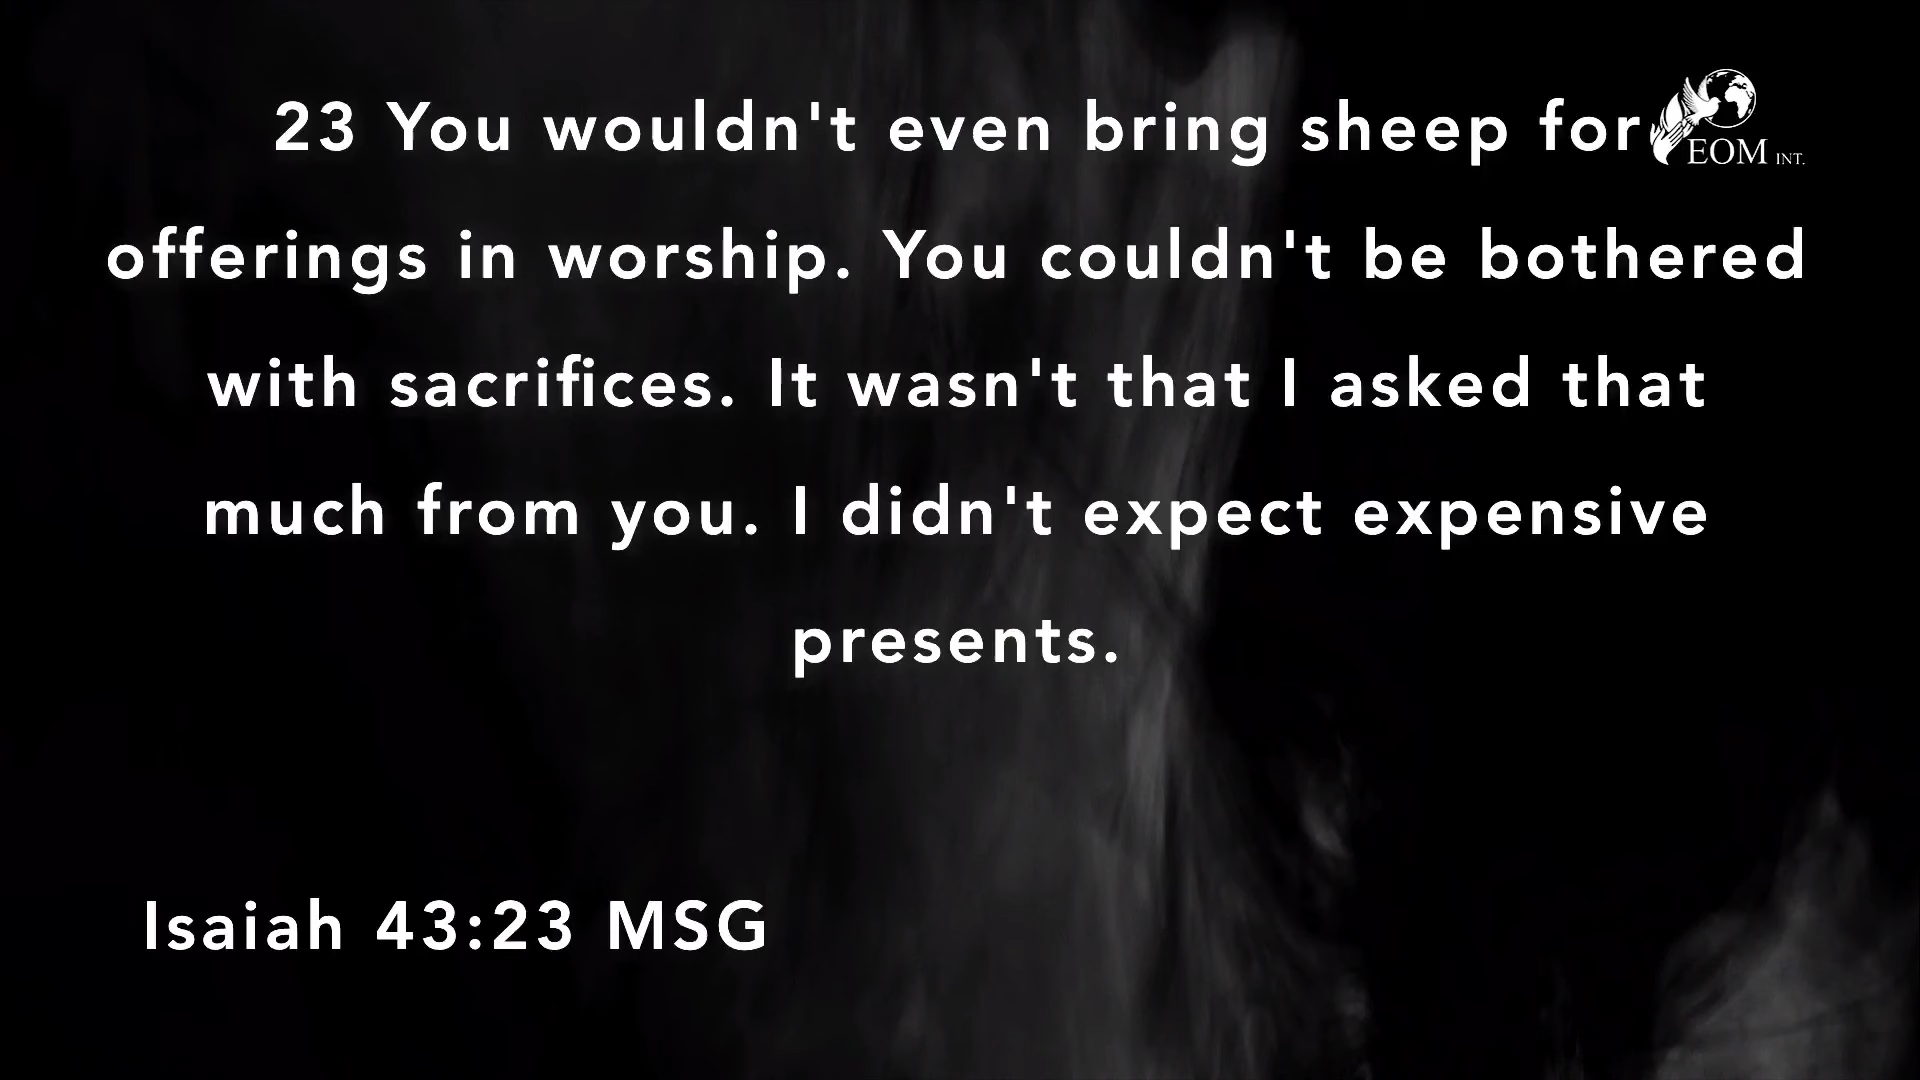 23 You wouldn't even bring sheep for
EOM INT.
offerings in worship. You couldn't be bothered
with sacrifices. It wasn't that I asked that
much from you. I didn't expect expensive
presents.
Isaiah 43:23 MSG